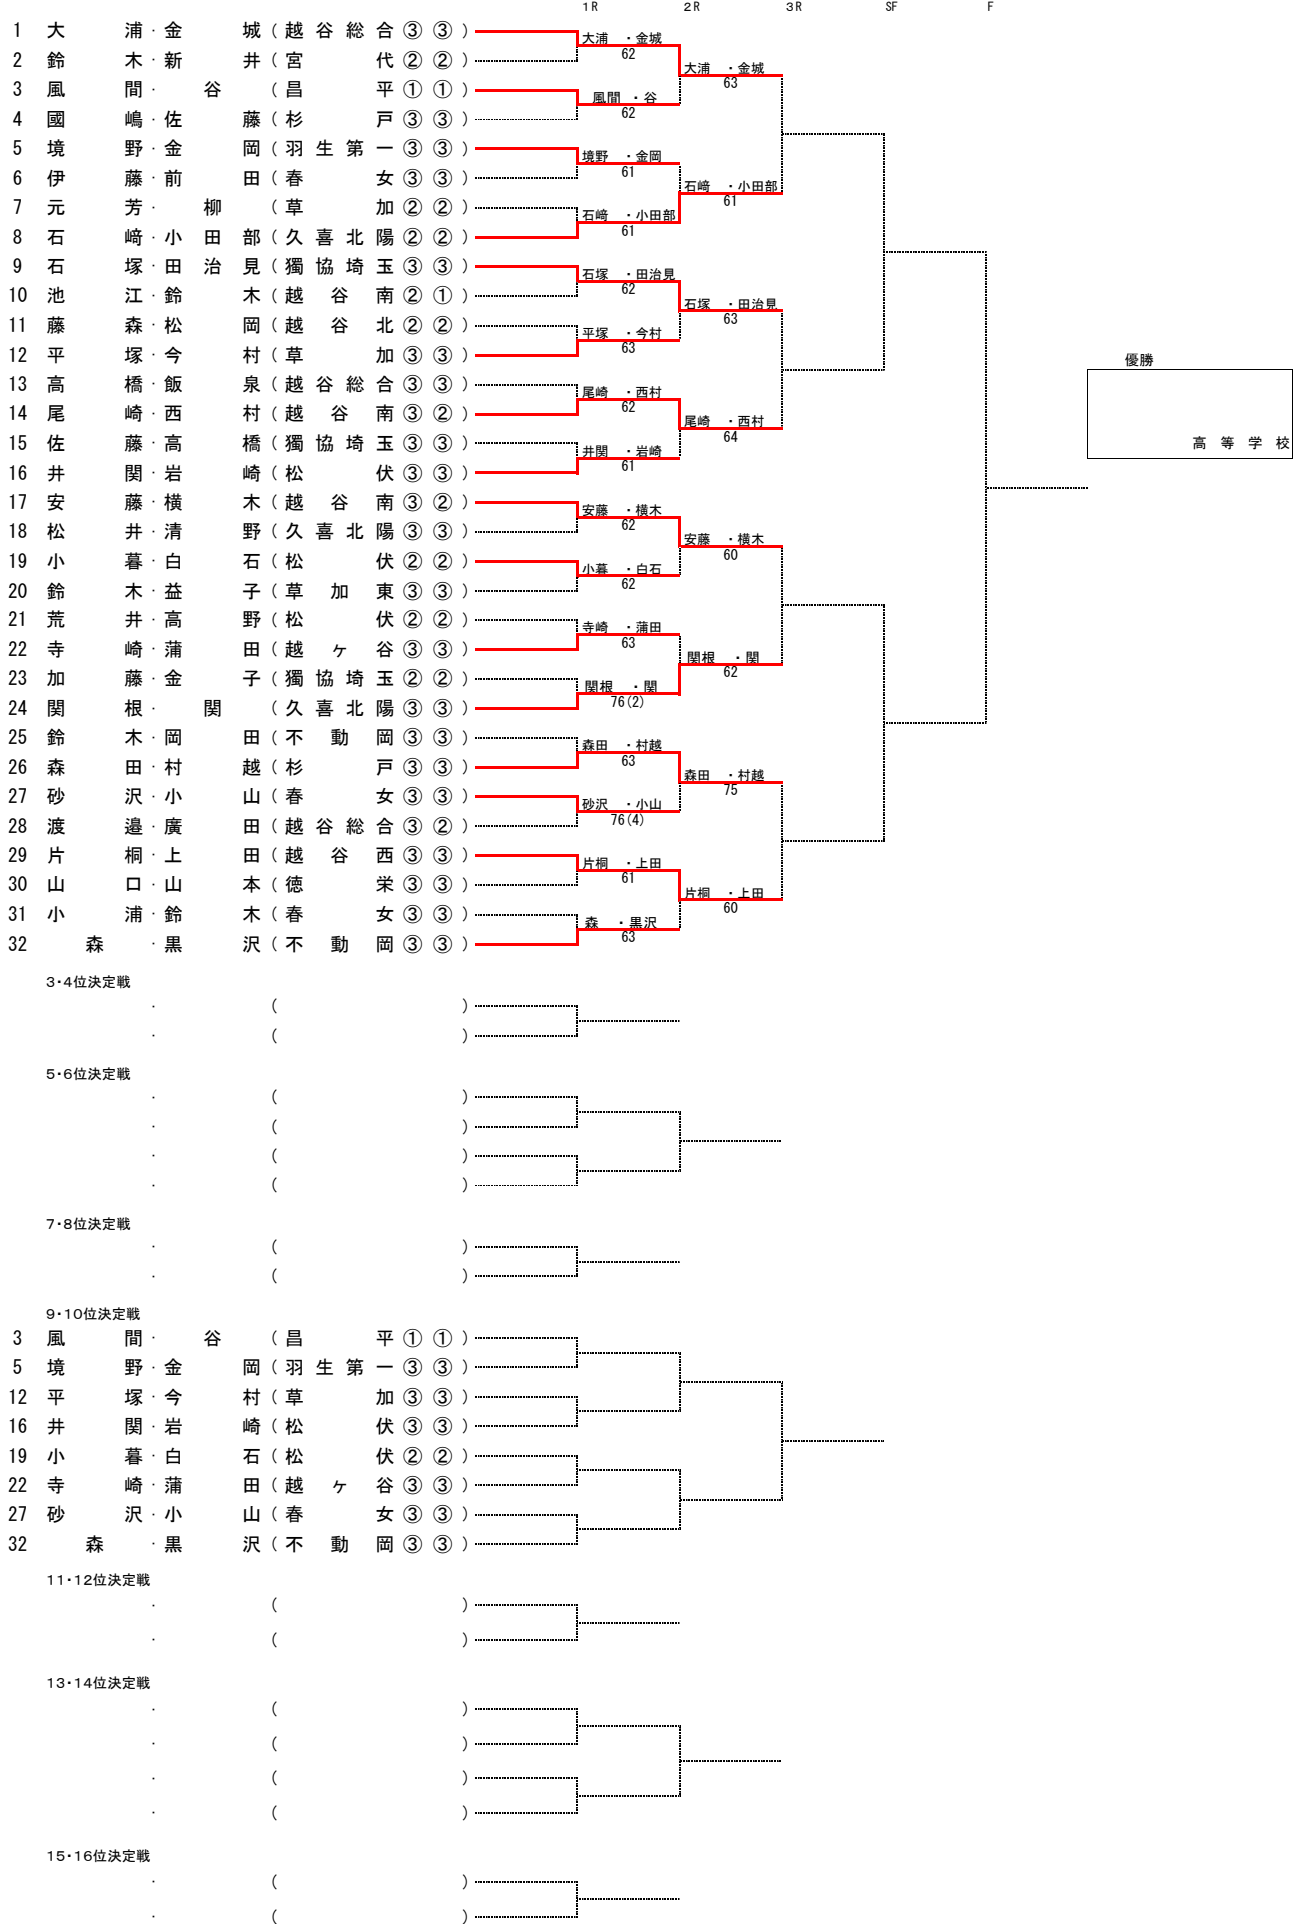 1R 2R 3R SF F
1 大浦・金城(越谷総合③③)
大浦・金城
62
2 鈴木・新井(宮代②②)
大浦・金城
63
3 風間・谷(昌平①①)
風間・谷
62
4 國嶋・佐藤(杉戸③③)
5 境野・金岡(羽生第一③③)
境野・金岡
61
6 伊藤・前田(春女③③)
石﨑・小田部
61
7 元芳・柳(草加②②)
石﨑・小田部
61
8 石﨑・小田部(久喜北陽②②)
9 石塚・田治見(獨協埼玉③③)
石塚・田治見
62
10 池江・鈴木(越谷南②①)
石塚・田治見
63
11 藤森・松岡(越谷北②②)
平塚・今村
63
12 平塚・今村(草加③③)
優勝
高等学校
13 高橋・飯泉(越谷総合③③)
尾崎・西村
62
14 尾崎・西村(越谷南③②)
尾崎・西村
64
15 佐藤・高橋(獨協埼玉③③)
井関・岩崎
61
16 井関・岩崎(松伏③③)
17 安藤・横木(越谷南③②)
安藤・横木
62
18 松井・清野(久喜北陽③③)
安藤・横木
60
19 小暮・白石(松伏②②)
小暮・白石
62
20 鈴木・益子(草加東③③)
21 荒井・高野(松伏②②)
寺崎・蒲田
63
22 寺崎・蒲田(越ヶ谷③③)
関根・関
62
23 加藤・金子(獨協埼玉②②)
関根・関
76(2)
24 関根・関(久喜北陽③③)
25 鈴木・岡田(不動岡③③)
森田・村越
63
26 森田・村越(杉戸③③)
森田・村越
75
27 砂沢・小山(春女③③)
砂沢・小山
76(4)
28 渡邉・廣田(越谷総合③②)
29 片桐・上田(越谷西③③)
片桐・上田
61
30 山口・山本(徳栄③③)
片桐・上田
60
31 小浦・鈴木(春女③③)
森・黒沢
63
32 森・黒沢(不動岡③③)
3・4位決定戦
・( )
・( )
5・6位決定戦
・( )
・( )
・( )
・( )
7・8位決定戦
・( )
・( )
9・10位決定戦
3 風間・谷(昌平①①)
5 境野・金岡(羽生第一③③)
12 平塚・今村(草加③③)
16 井関・岩崎(松伏③③)
19 小暮・白石(松伏②②)
22 寺崎・蒲田(越ヶ谷③③)
27 砂沢・小山(春女③③)
32 森・黒沢(不動岡③③)
11・12位決定戦
・( )
・( )
13・14位決定戦
・( )
・( )
・( )
・( )
15・16位決定戦
・( )
・( )